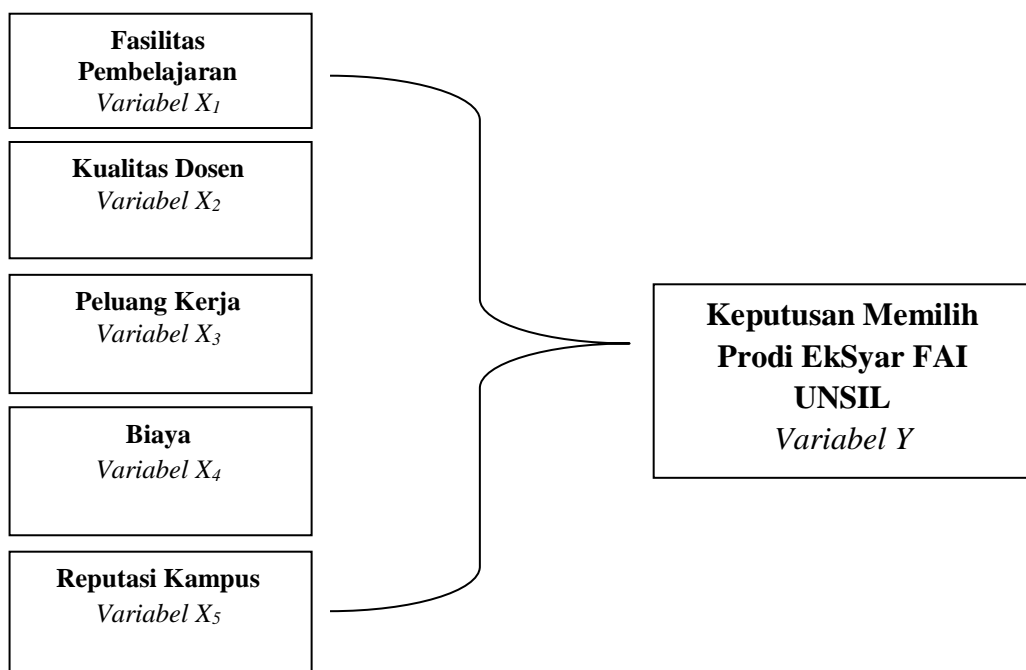 Fasilitas
Pembelajaran
Variabel X₁
Kualitas Dosen
Variabel X₂
Peluang Kerja
Variabel X₃
Biaya
Variabel X₄
Reputasi Kampus
Variabel X₅
Keputusan Memilih
Prodi EkSyar FAI
UNSIL
Variabel Y